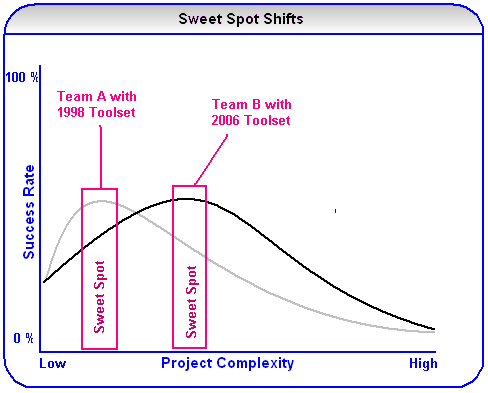 Sweet Spot Shifts
100 %
Team A with
1998 Toolset
Team B with
2006 Toolset
Success Rate
Sweet Spot
Sweet Spot
0 %
Low
Project Complexity
High